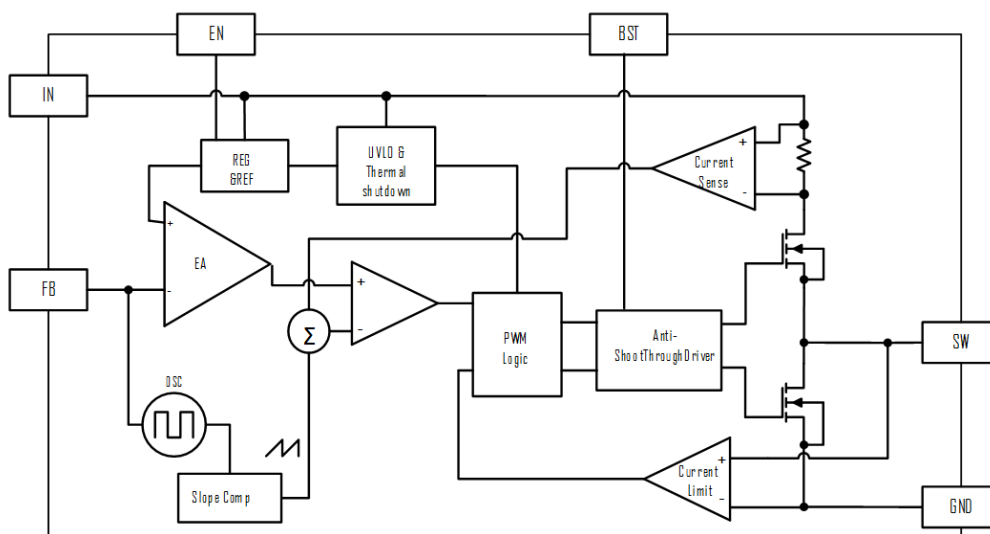 EN
BST
IN
REG
&REF
UVLO &
Thermal
shutdown
+
Current
Sense
-
+
EA
-
FB
+
-
Σ
PWM
Logic
Anti-
ShootThroughDriver
SW
OSC
Slope Comp
+
Current
Limit
-
GND